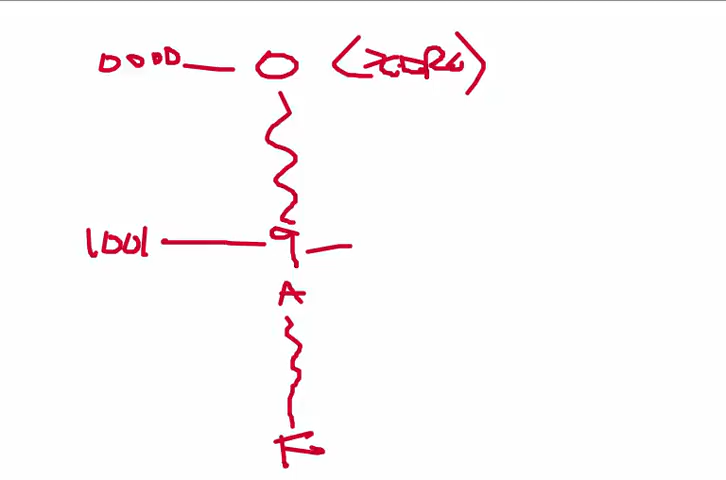 0000 — 0 (zero)
1001 — 9 —
A
F